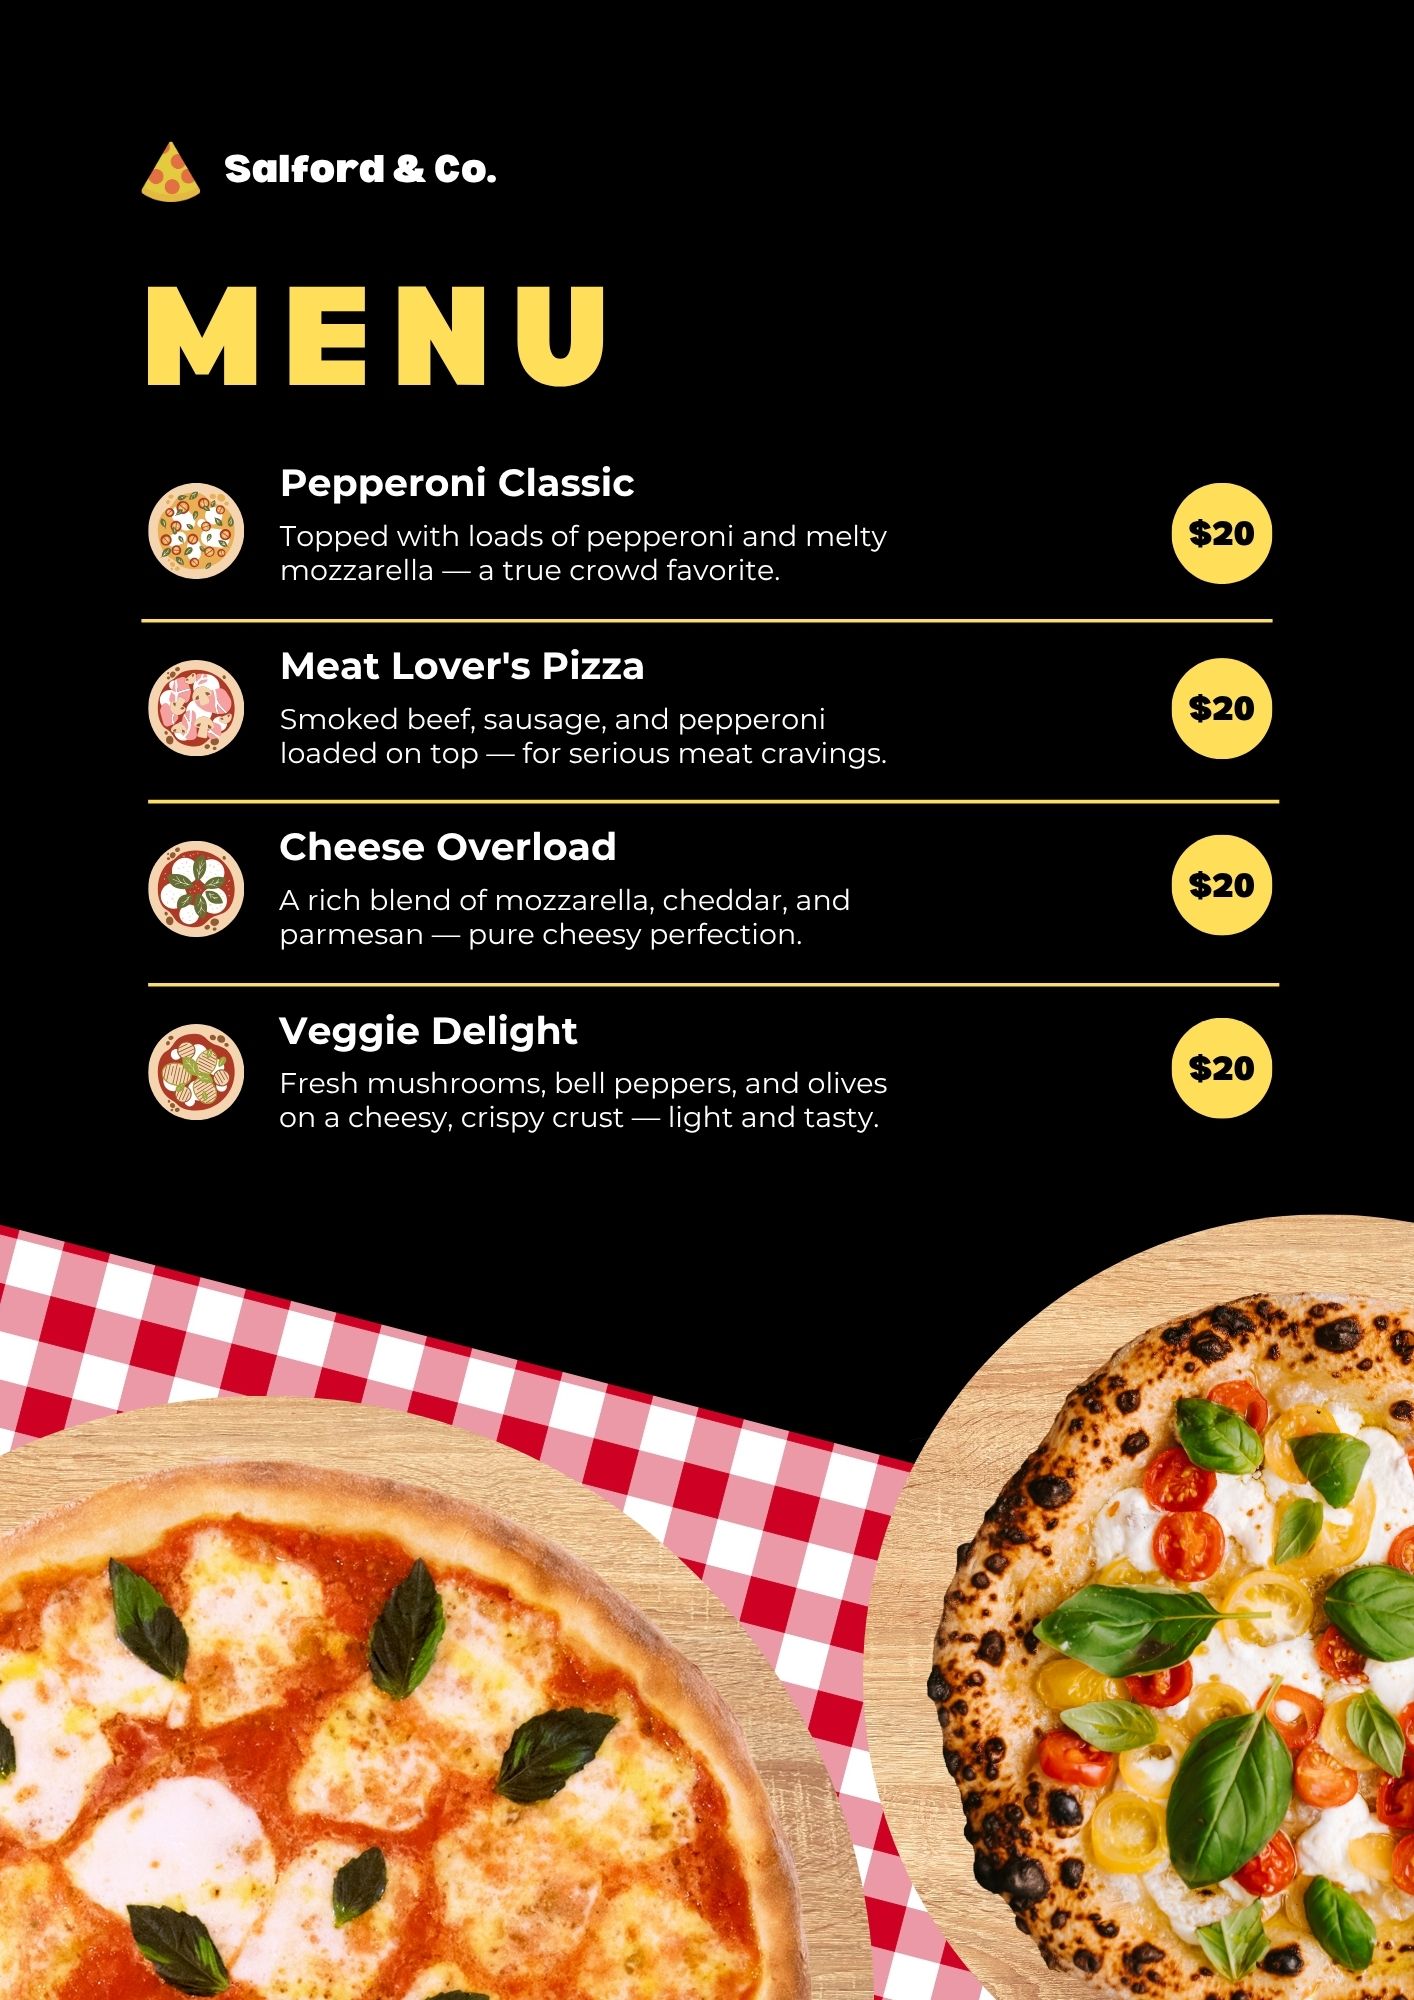 Salford & Co.
MENU
Pepperoni Classic
Topped with loads of pepperoni and melty
mozzarella — a true crowd favorite.
$20
Meat Lover's Pizza
Smoked beef, sausage, and pepperoni
loaded on top — for serious meat cravings.
$20
Cheese Overload
A rich blend of mozzarella, cheddar, and
parmesan — pure cheesy perfection.
$20
Veggie Delight
Fresh mushrooms, bell peppers, and olives
on a cheesy, crispy crust — light and tasty.
$20